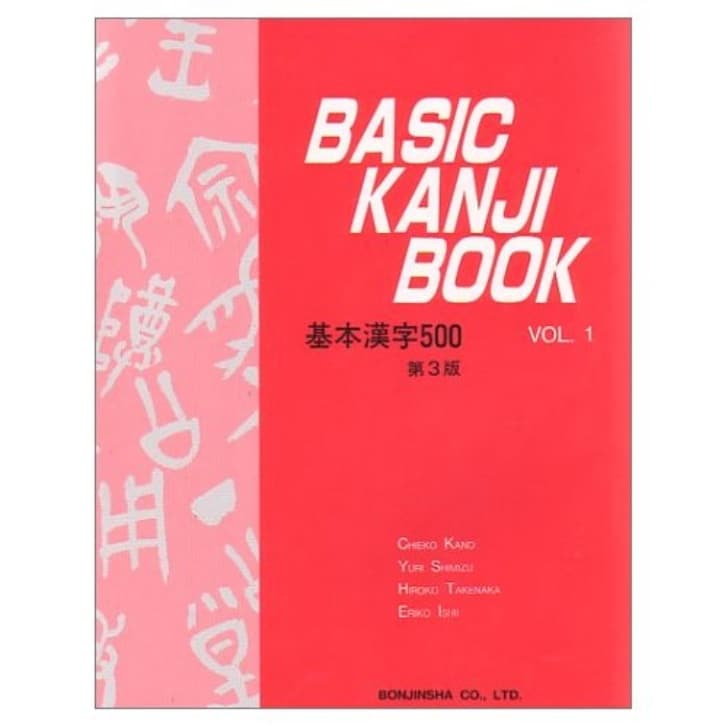 BASIC
KANJI
BOOK
基本漢字500 VOL. 1
第3版
CHIEKO KANO
YURI SHIMIZU
HIROKO TAKENAKA
ERIKO ISHII
BONJINSHA CO., LTD.